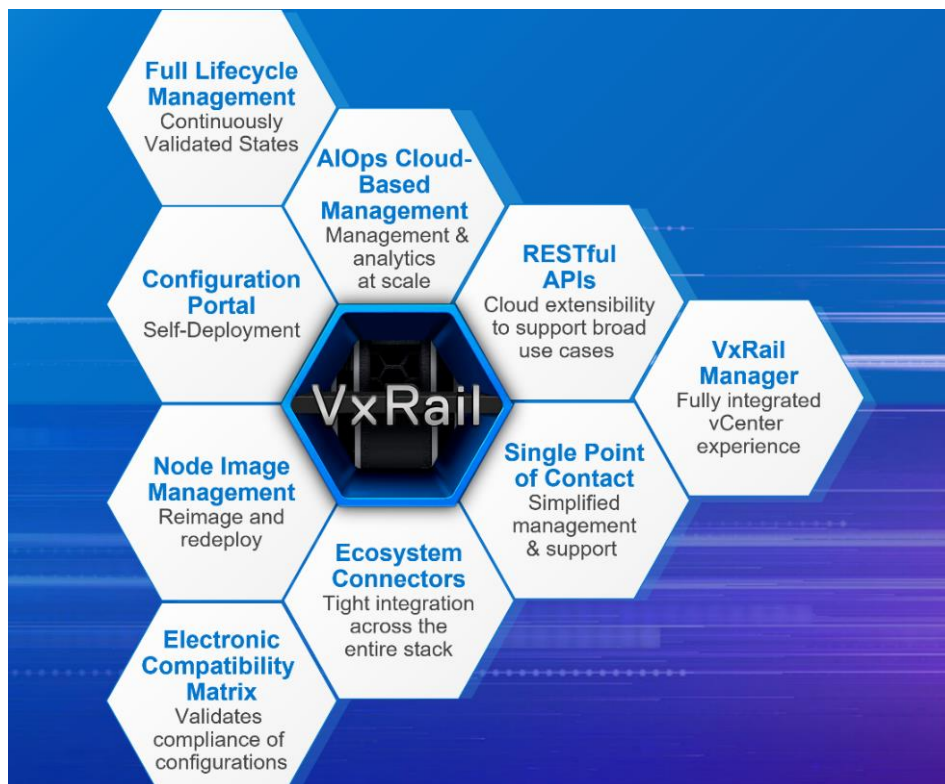 Full Lifecycle
Management
Continuously
Validated States
AIOps Cloud-
Based
Management
Management &
analytics
at scale
RESTful
APIs
Cloud extensibility
to support broad
use cases
Configuration
Portal
Self-Deployment
VxRail
VxRail
Manager
Fully integrated
vCenter
experience
Node Image
Management
Reimage and
redeploy
Single Point
of Contact
Simplified
management
& support
Ecosystem
Connectors
Tight integration
across the
entire stack
Electronic
Compatibility
Matrix
Validates
compliance of
configurations